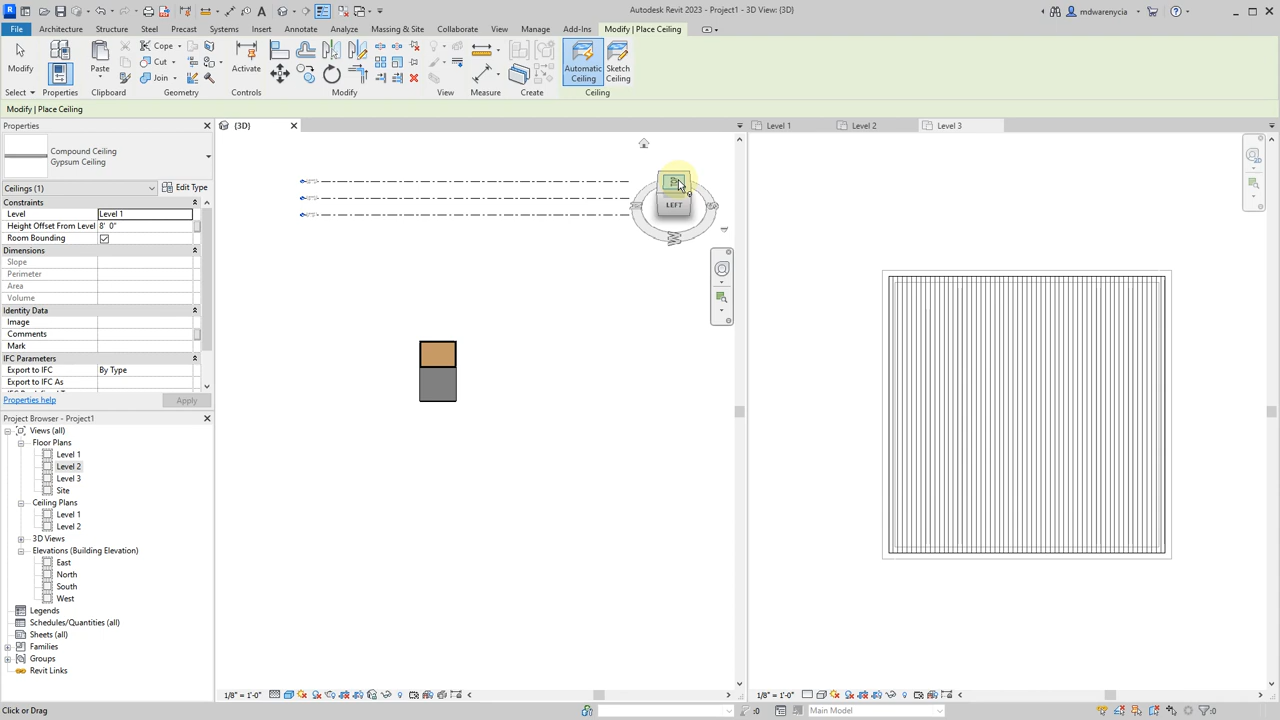 Autodesk Revit 2023 - Project1 - 3D View: {3D}
mdwarenycia
File Architecture Structure Steel Precast Systems Insert Annotate Analyze Massing & Site Collaborate View Manage Add-Ins Modify | Place Ceiling
Modify Properties Paste Cope Cut Join Activate Automatic Ceiling Sketch Ceiling
Select Properties Clipboard Geometry Controls Modify View Measure Create Ceiling
Modify | Place Ceiling
Properties
Compound Ceiling
Gypsum Ceiling
Ceilings (1) Edit Type
Constraints
Level Level 1
Height Offset From Level 8' 0"
Room Bounding
Dimensions
Slope
Perimeter
Area
Volume
Identity Data
Image
Comments
Mark
IFC Parameters
Export to IFC By Type
Export to IFC As
Properties help Apply
Project Browser - Project1
Views (all)
Floor Plans
Level 1
Level 2
Level 3
Site
Ceiling Plans
Level 1
Level 2
3D Views
Elevations (Building Elevation)
East
North
South
West
Legends
Schedules/Quantities (all)
Sheets (all)
Families
Groups
Revit Links
{3D}
LEFT
W
Level 1 Level 2 Level 3
1/8" = 1'-0"
1/8" = 1'-0"
Click or Drag
:0
Main Model
:0